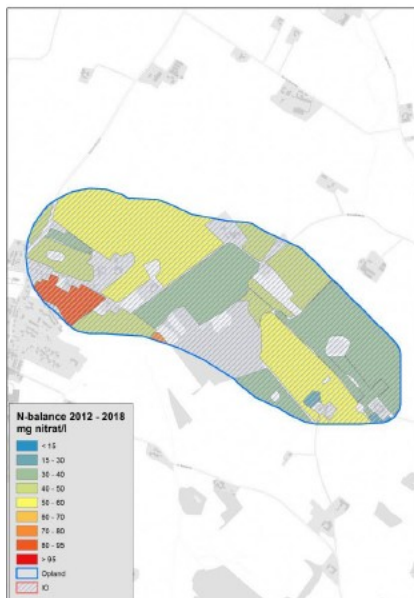 N-balance 2012 - 2018
mg nitrat/l
< 15
15 - 30
30 - 40
40 - 50
50 - 60
60 - 70
70 - 80
80 - 95
> 95
Opland
IO